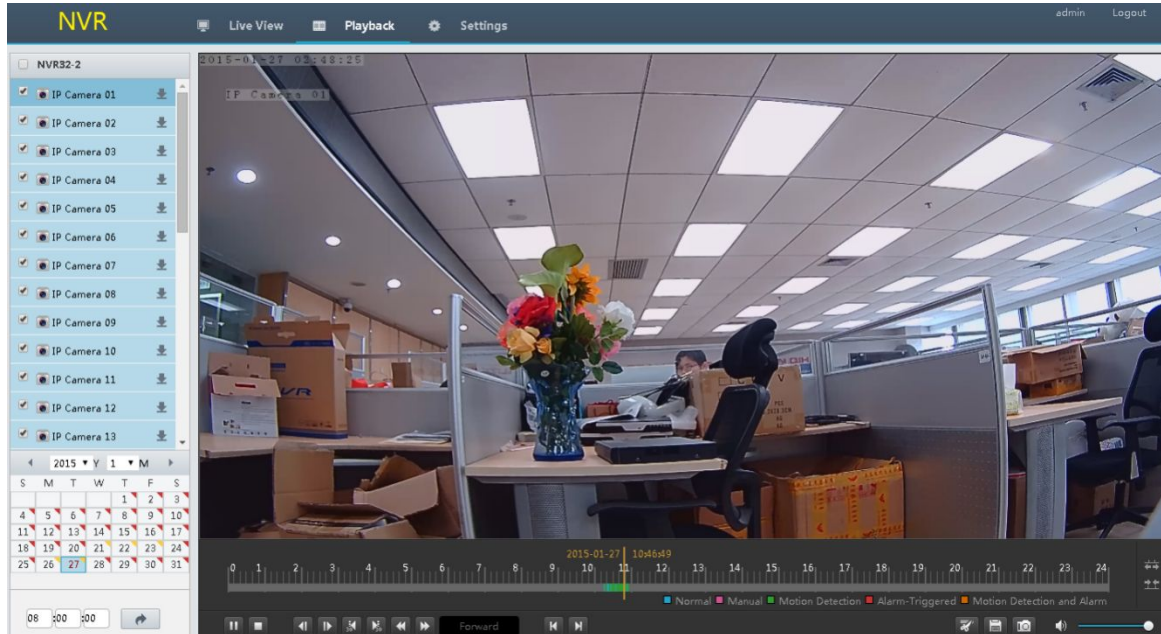 NVR
Live View
Playback
Settings
admin
Logout
NVR32-2
IP Camera 01
IP Camera 02
IP Camera 03
IP Camera 04
IP Camera 05
IP Camera 06
IP Camera 07
IP Camera 08
IP Camera 09
IP Camera 10
IP Camera 11
IP Camera 12
IP Camera 13
2015 Y 1 M
S M T W T F S
1 2 3
4 5 6 7 8 9 10
11 12 13 14 15 16 17
18 19 20 21 22 23 24
25 26 27 28 29 30 31
08 :00 :00
IP Camera 01
NVR
2015-01-27 10:46:49
0 1 2 3 4 5 6 7 8 9 10 11 12 13 14 15 16 17 18 19 20 21 22 23 24
Normal Manual Motion Detection Alarm-Triggered Motion Detection and Alarm
Forward